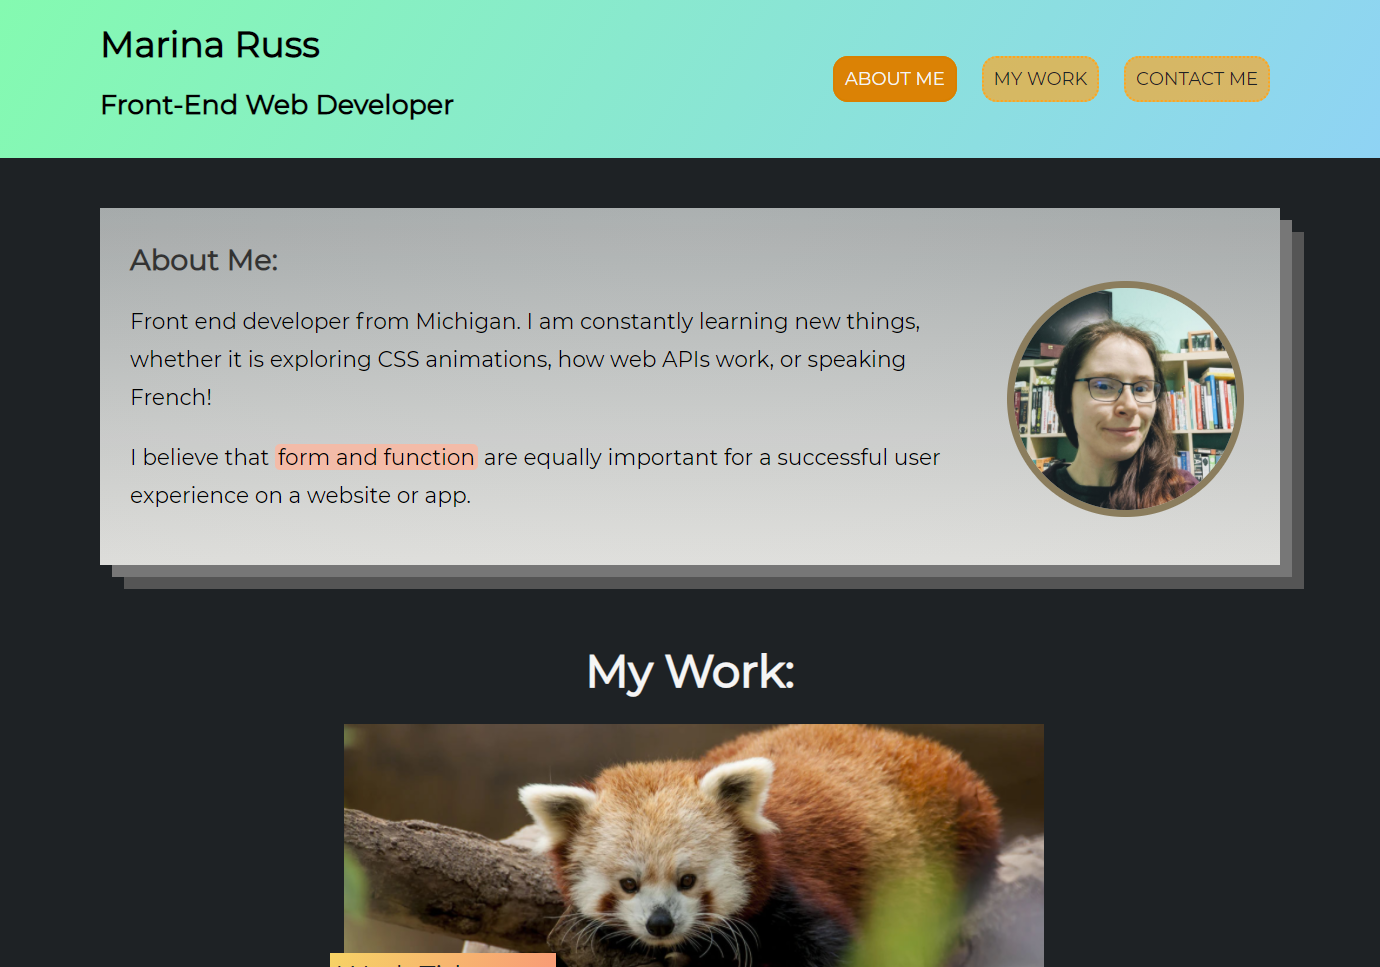 Marina Russ
Front-End Web Developer
ABOUT ME
MY WORK
CONTACT ME
About Me:
Front end developer from Michigan. I am constantly learning new things,
whether it is exploring CSS animations, how web APIs work, or speaking
French!
I believe that form and function are equally important for a successful user
experience on a website or app.
My Work: